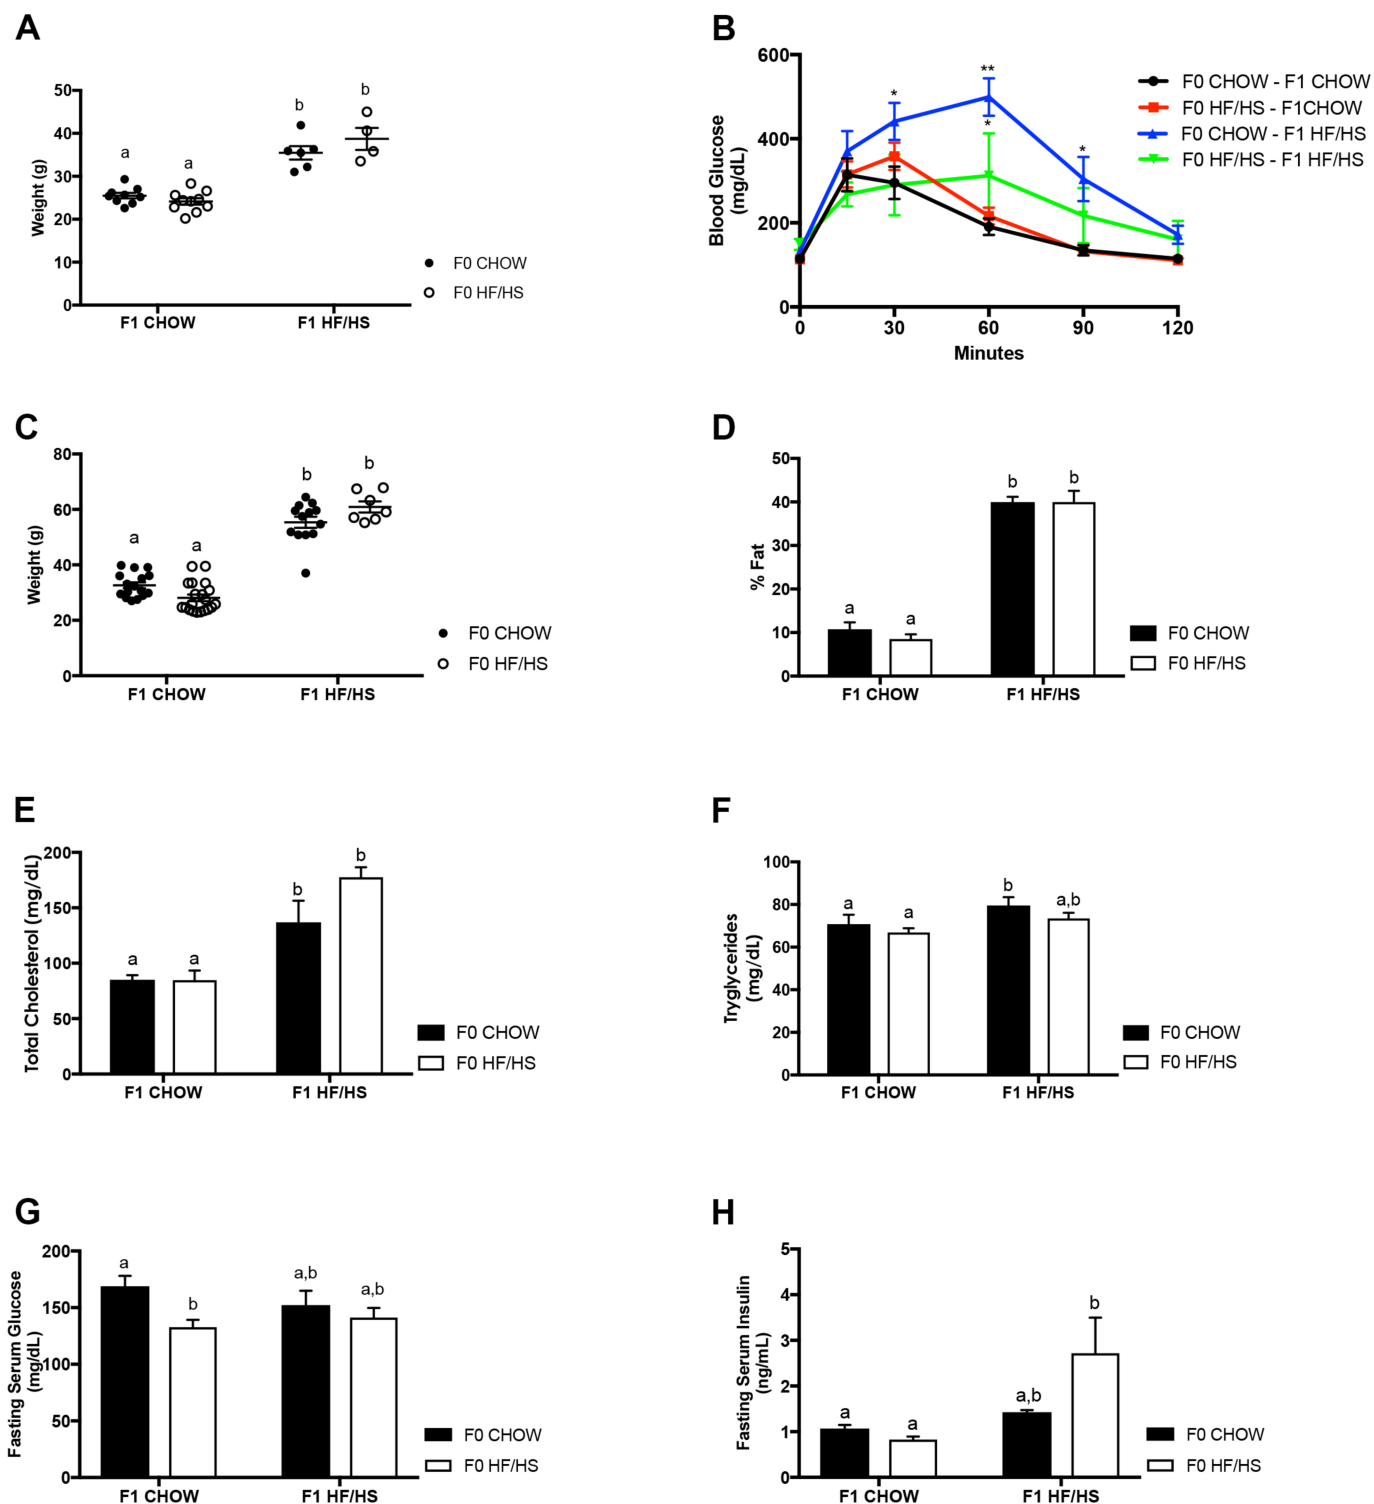 A
Weight (g)
50
40
30
20
10
0
a
a
b
b
F1 CHOW
F1 HF/HS
F0 CHOW
F0 HF/HS
B
Blood Glucose
(mg/dL)
600
400
200
0
*
**
*
*
0
30
60
90
120
Minutes
F0 CHOW - F1 CHOW
F0 HF/HS - F1CHOW
F0 CHOW - F1 HF/HS
F0 HF/HS - F1 HF/HS
C
Weight (g)
80
60
40
20
0
a
a
b
b
F1 CHOW
F1 HF/HS
F0 CHOW
F0 HF/HS
D
% Fat
50
40
30
20
10
0
a
a
b
b
F1 CHOW
F1 HF/HS
F0 CHOW
F0 HF/HS
E
Total Cholesterol (mg/dL)
200
150
100
50
0
a
a
b
b
F1 CHOW
F1 HF/HS
F0 CHOW
F0 HF/HS
F
Tryglycerides
(mg/dL)
100
80
60
40
20
0
a
a
b
a,b
F1 CHOW
F1 HF/HS
F0 CHOW
F0 HF/HS
G
Fasting Serum Glucose
(mg/dL)
200
150
100
50
0
a
b
a,b
a,b
F1 CHOW
F1 HF/HS
F0 CHOW
F0 HF/HS
H
Fasting Serum Insulin
(ng/mL)
5
4
3
2
1
0
a
a
a,b
b
F1 CHOW
F1 HF/HS
F0 CHOW
F0 HF/HS